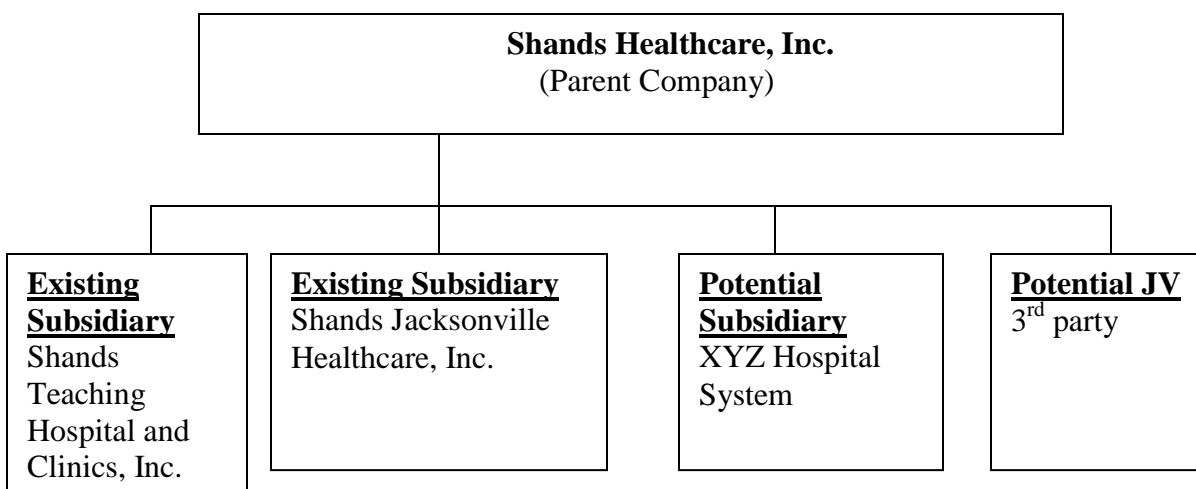 Shands Healthcare, Inc.
(Parent Company)
Existing
Subsidiary
Shands
Teaching
Hospital and
Clinics, Inc.
Existing Subsidiary
Shands Jacksonville
Healthcare, Inc.
Potential
Subsidiary
XYZ Hospital
System
Potential JV
3rd party